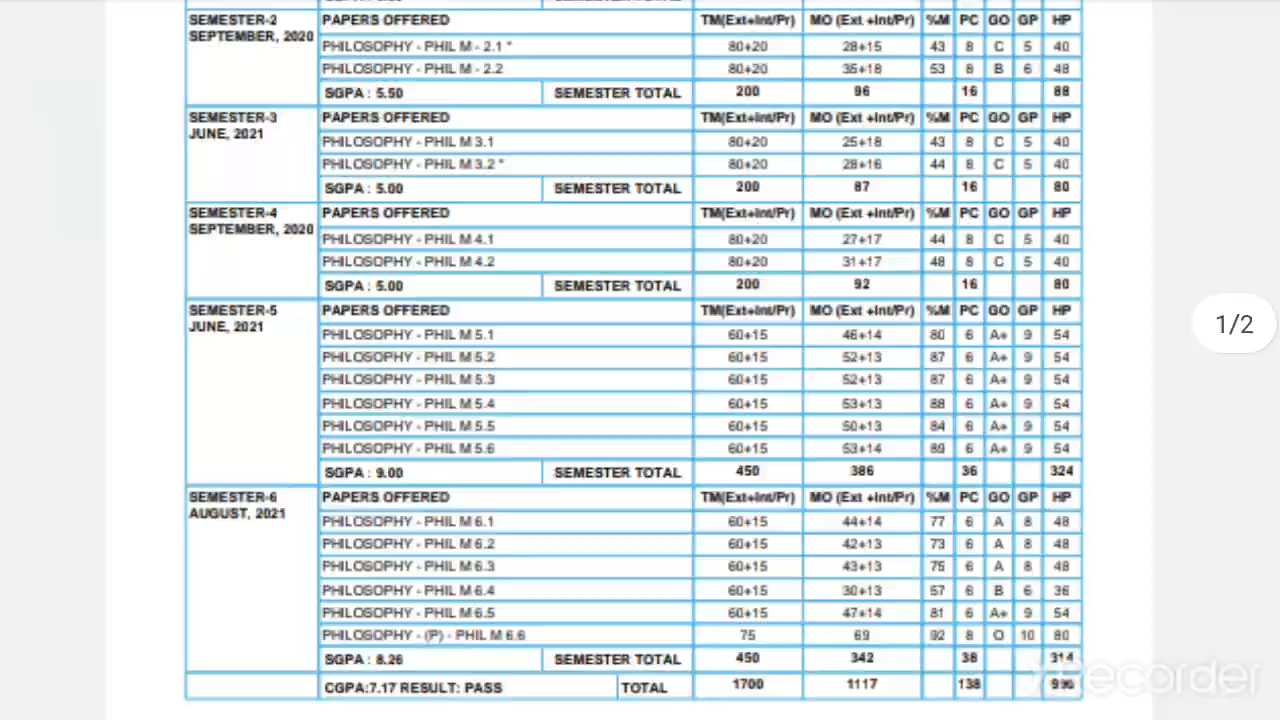 SEMESTER-2 PAPERS OFFERED TM(Ext+Int/Pr) MO (Ext +Int/Pr) %M PC GO GP HP
SEPTEMBER, 2020
PHILOSOPHY - PHIL M - 2.1 * 80+20 28+15 43 8 C 5 40
PHILOSOPHY - PHIL M - 2.2 80+20 35+18 53 8 B 6 48
SGPA : 5.50 SEMESTER TOTAL 200 96 16 88
SEMESTER-3 PAPERS OFFERED TM(Ext+Int/Pr) MO (Ext +Int/Pr) %M PC GO GP HP
JUNE, 2021
PHILOSOPHY - PHIL M 3.1 80+20 25+18 43 8 C 5 40
PHILOSOPHY - PHIL M 3.2 * 80+20 28+16 44 8 C 5 40
SGPA : 5.00 SEMESTER TOTAL 200 87 16 80
SEMESTER-4 PAPERS OFFERED TM(Ext+Int/Pr) MO (Ext +Int/Pr) %M PC GO GP HP
SEPTEMBER, 2020
PHILOSOPHY - PHIL M 4.1 80+20 27+17 44 8 C 5 40
PHILOSOPHY - PHIL M 4.2 80+20 31+17 48 8 C 5 40
SGPA : 5.00 SEMESTER TOTAL 200 92 16 80
SEMESTER-5 PAPERS OFFERED TM(Ext+Int/Pr) MO (Ext +Int/Pr) %M PC GO GP HP
JUNE, 2021
PHILOSOPHY - PHIL M 5.1 60+15 46+14 80 6 A+ 9 54
PHILOSOPHY - PHIL M 5.2 60+15 52+13 87 6 A+ 9 54
PHILOSOPHY - PHIL M 5.3 60+15 52+13 87 6 A+ 9 54
PHILOSOPHY - PHIL M 5.4 60+15 53+13 88 6 A+ 9 54
PHILOSOPHY - PHIL M 5.5 60+15 50+13 84 6 A+ 9 54
PHILOSOPHY - PHIL M 5.6 60+15 53+14 89 6 A+ 9 54
SGPA : 9.00 SEMESTER TOTAL 450 386 36 324
SEMESTER-6 PAPERS OFFERED TM(Ext+Int/Pr) MO (Ext +Int/Pr) %M PC GO GP HP
AUGUST, 2021
PHILOSOPHY - PHIL M 6.1 60+15 44+14 77 6 A 8 48
PHILOSOPHY - PHIL M 6.2 60+15 42+13 73 6 A 8 48
PHILOSOPHY - PHIL M 6.3 60+15 43+13 75 6 A 8 48
PHILOSOPHY - PHIL M 6.4 60+15 30+13 57 6 B 6 36
PHILOSOPHY - PHIL M 6.5 60+15 47+14 81 6 A+ 9 54
PHILOSOPHY - (P) - PHIL M 6.6 75 69 92 8 O 10 80
SGPA : 8.26 SEMESTER TOTAL 450 342 38 314
CGPA:7.17 RESULT: PASS TOTAL 1700 1117 138
1/2
XRecorder